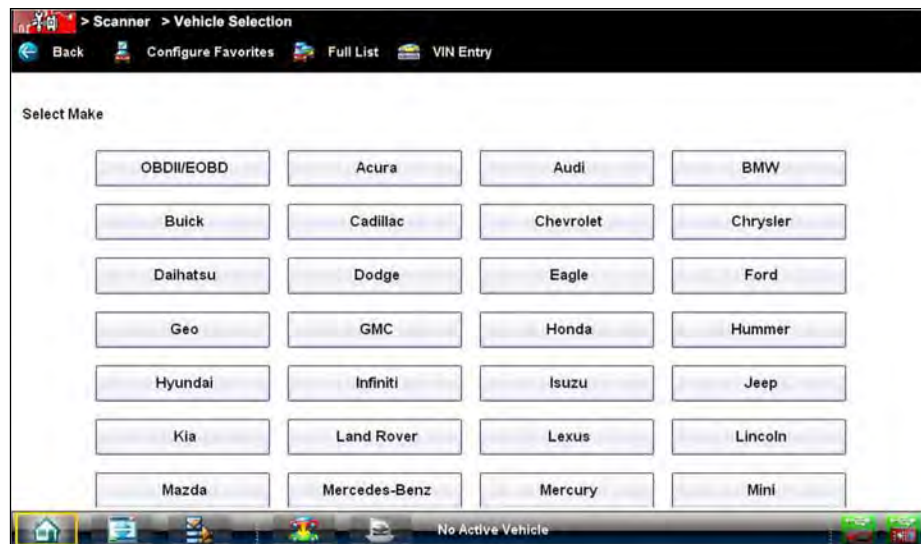 > Scanner > Vehicle Selection
Back Configure Favorites Full List VIN Entry
Select Make
OBDII/EOBD Acura Audi BMW
Buick Cadillac Chevrolet Chrysler
Daihatsu Dodge Eagle Ford
Geo GMC Honda Hummer
Hyundai Infiniti Isuzu Jeep
Kia Land Rover Lexus Lincoln
Mazda Mercedes-Benz Mercury Mini
No Active Vehicle